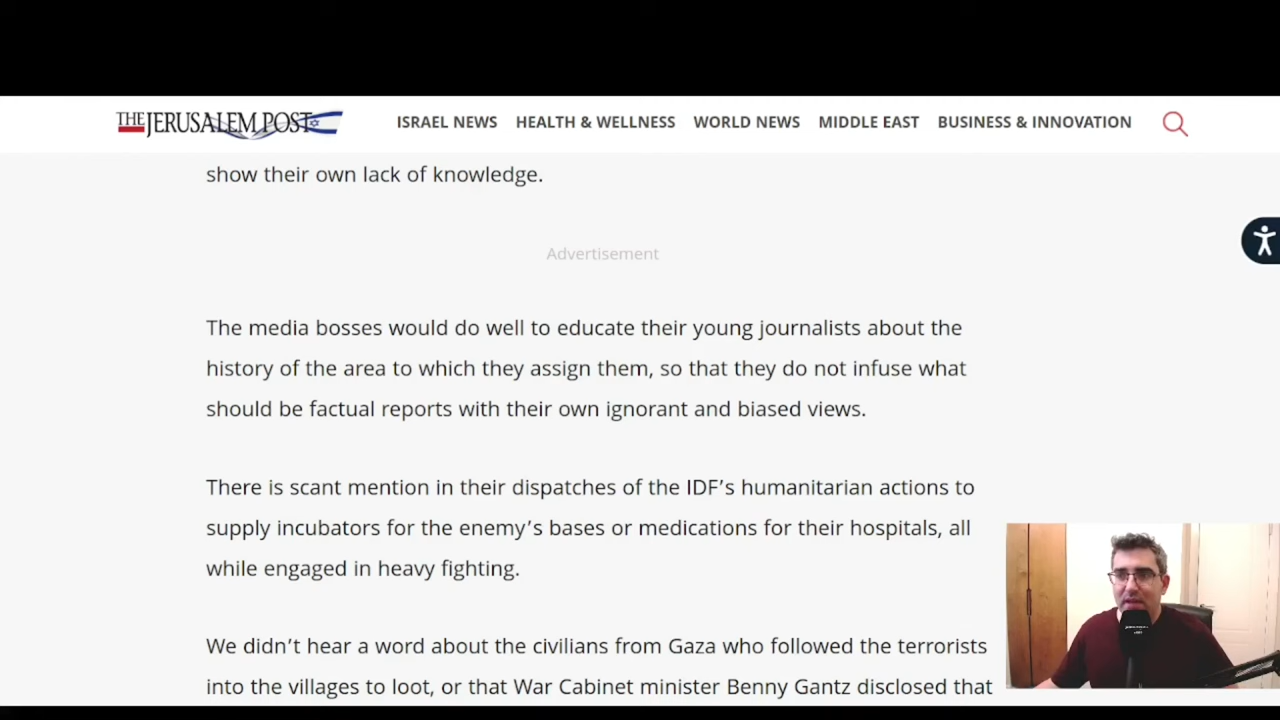 THE JERUSALEM POST
ISRAEL NEWS HEALTH & WELLNESS WORLD NEWS MIDDLE EAST BUSINESS & INNOVATION
show their own lack of knowledge.
Advertisement
The media bosses would do well to educate their young journalists about the
history of the area to which they assign them, so that they do not infuse what
should be factual reports with their own ignorant and biased views.
There is scant mention in their dispatches of the IDF’s humanitarian actions to
supply incubators for the enemy’s bases or medications for their hospitals, all
while engaged in heavy fighting.
We didn’t hear a word about the civilians from Gaza who followed the terrorists
into the villages to loot, or that War Cabinet minister Benny Gantz disclosed that